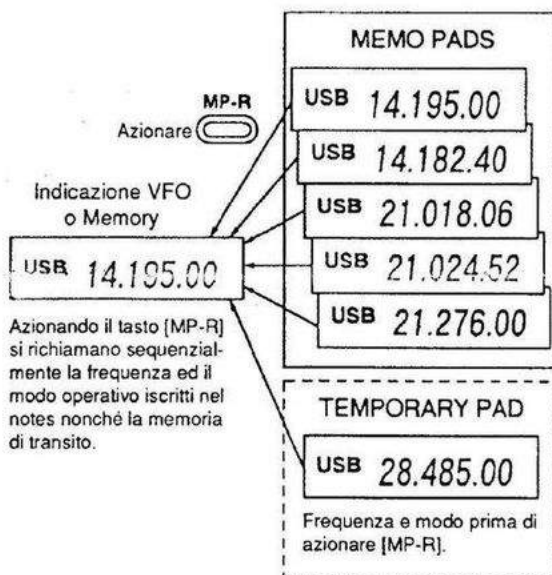 MP-R
Azionare
Indicazione VFO
o Memory
USB 14.195.00
Azionando il tasto [MP-R]
si richiamano sequenzial-
mente la frequenza ed il
modo operativo iscritti nel
notes nonché la memoria
di transito.
MEMO PADS
USB 14.195.00
USB 14.182.40
USB 21.018.06
USB 21.024.52
USB 21.276.00
TEMPORARY PAD
USB 28.485.00
Frequenza e modo prima di
azionare [MP-R].